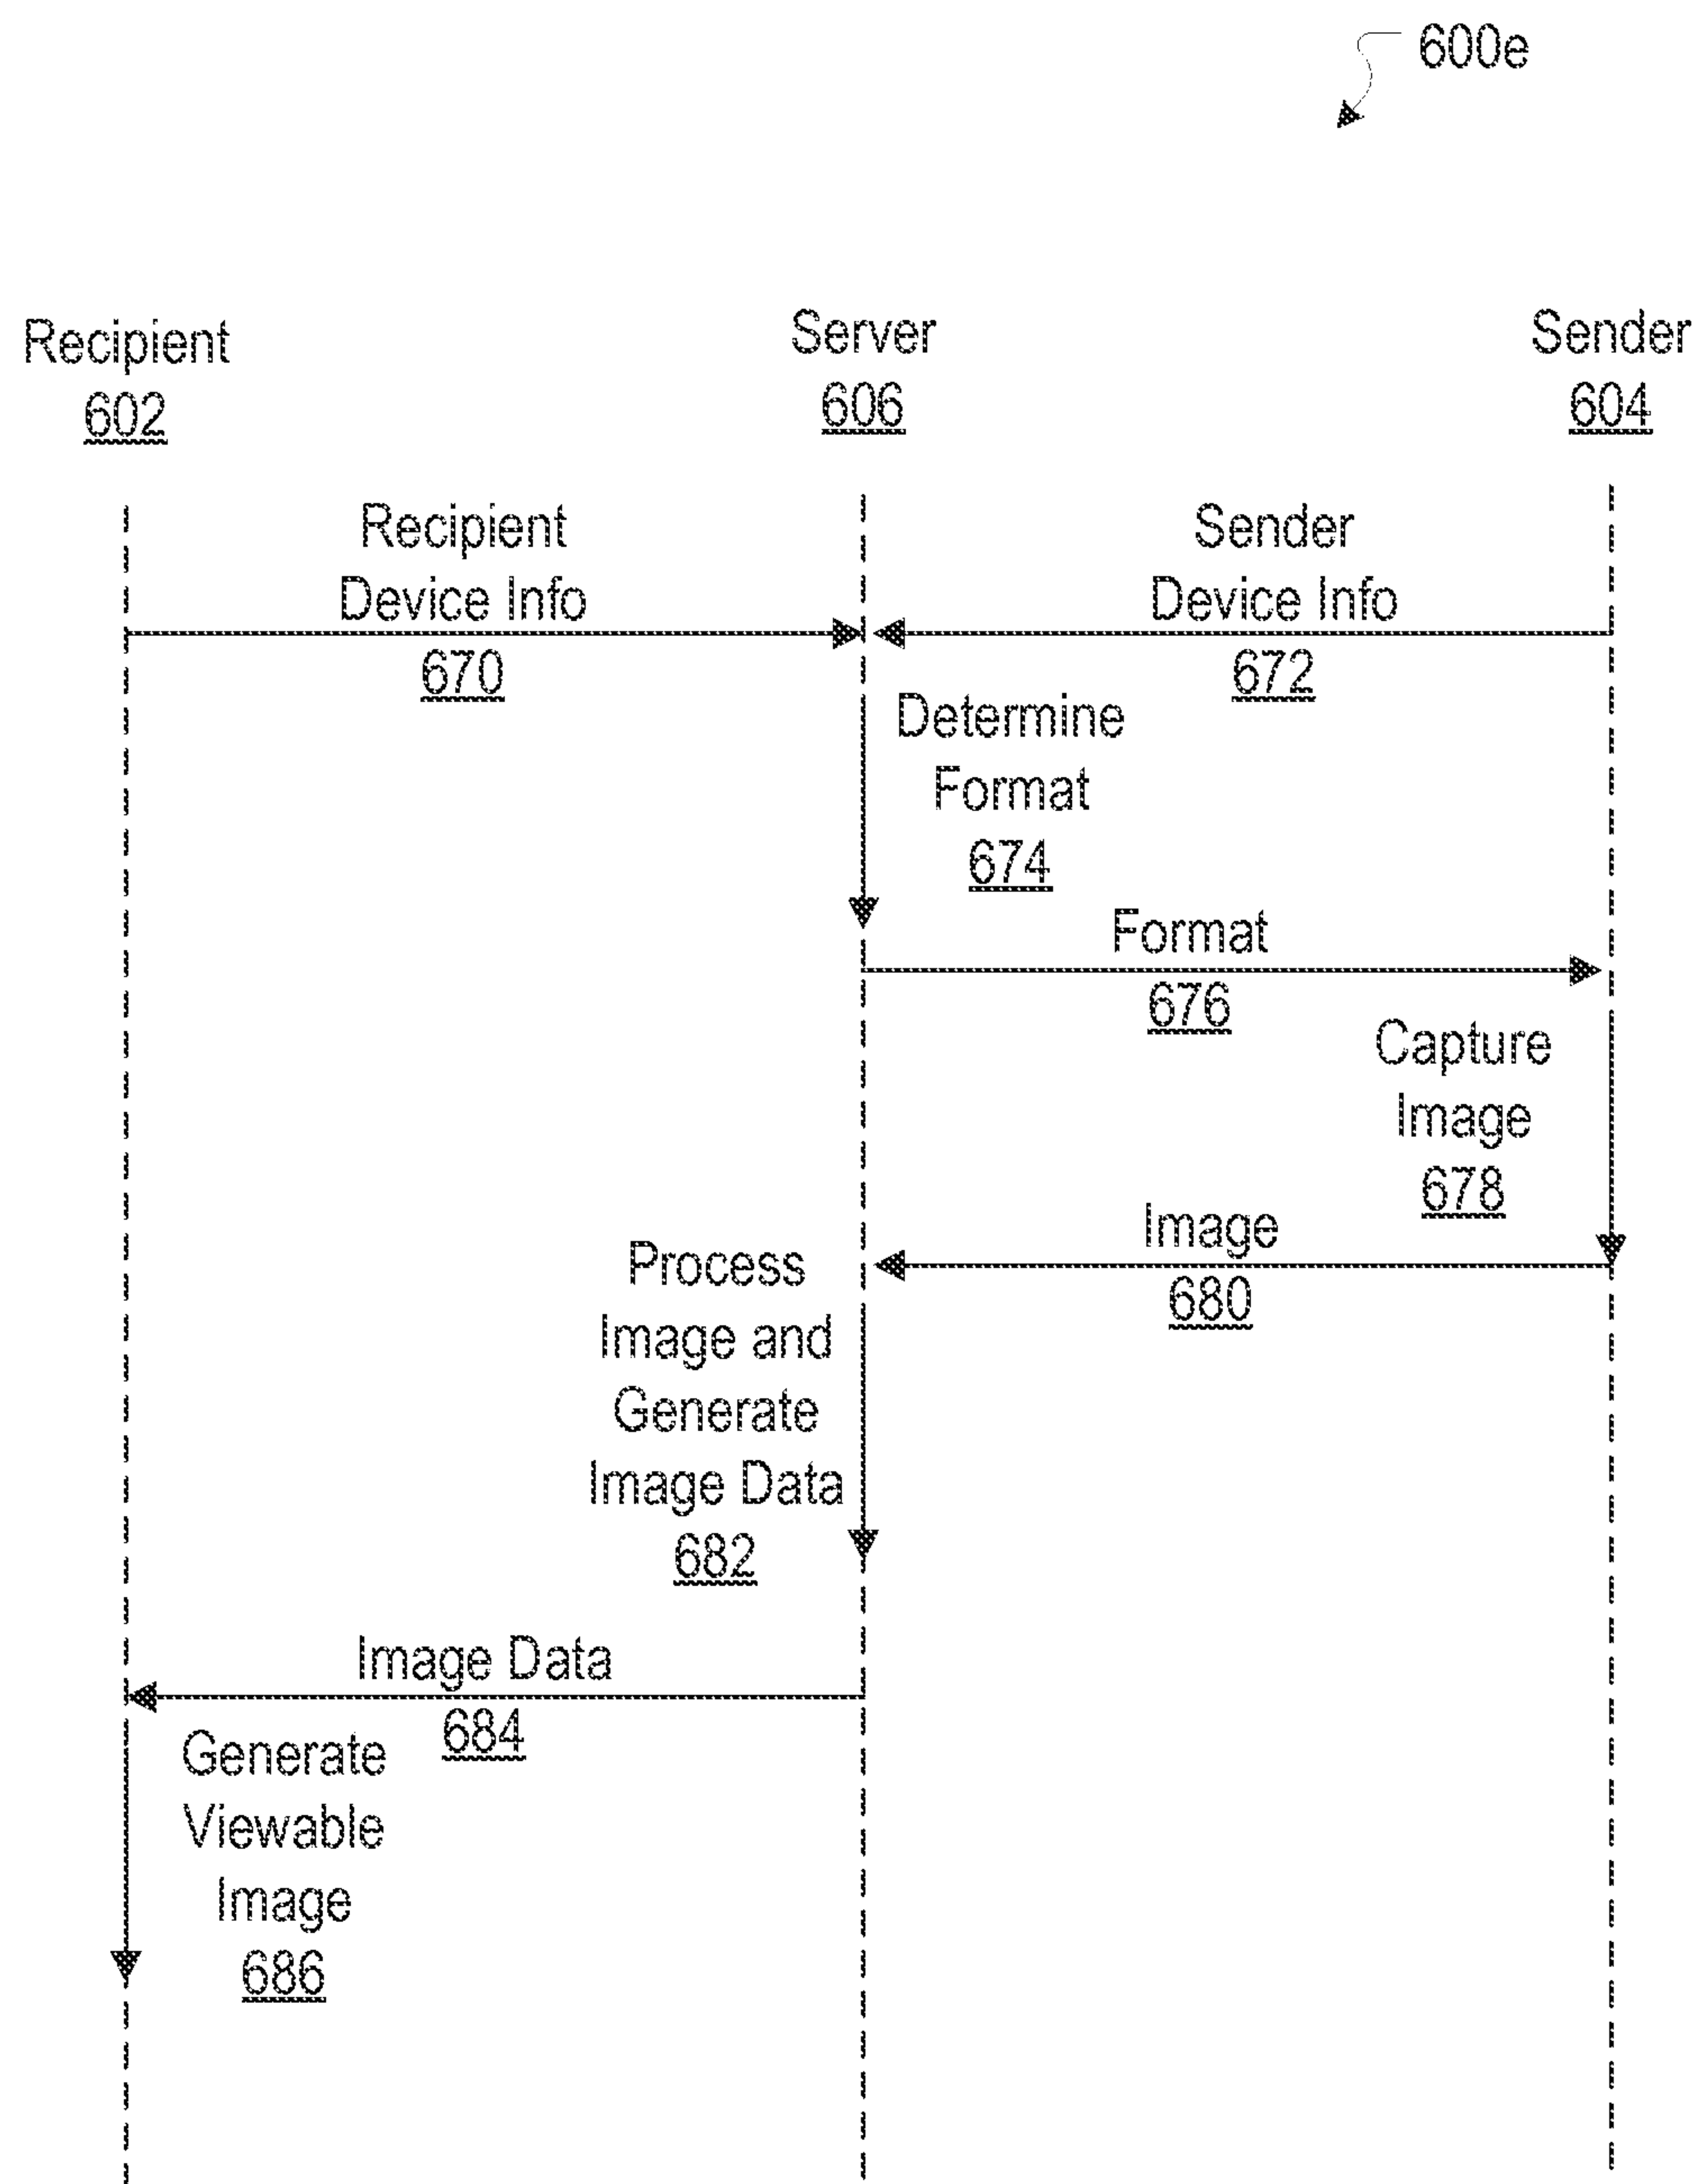 600e
Recipient
602
Server
606
Sender
604
Recipient
Device Info
670
Sender
Device Info
672
Determine
Format
674
Format
676
Capture
Image
678
Image
680
Process
Image and
Generate
Image Data
682
Image Data
684
Generate
Viewable
Image
686